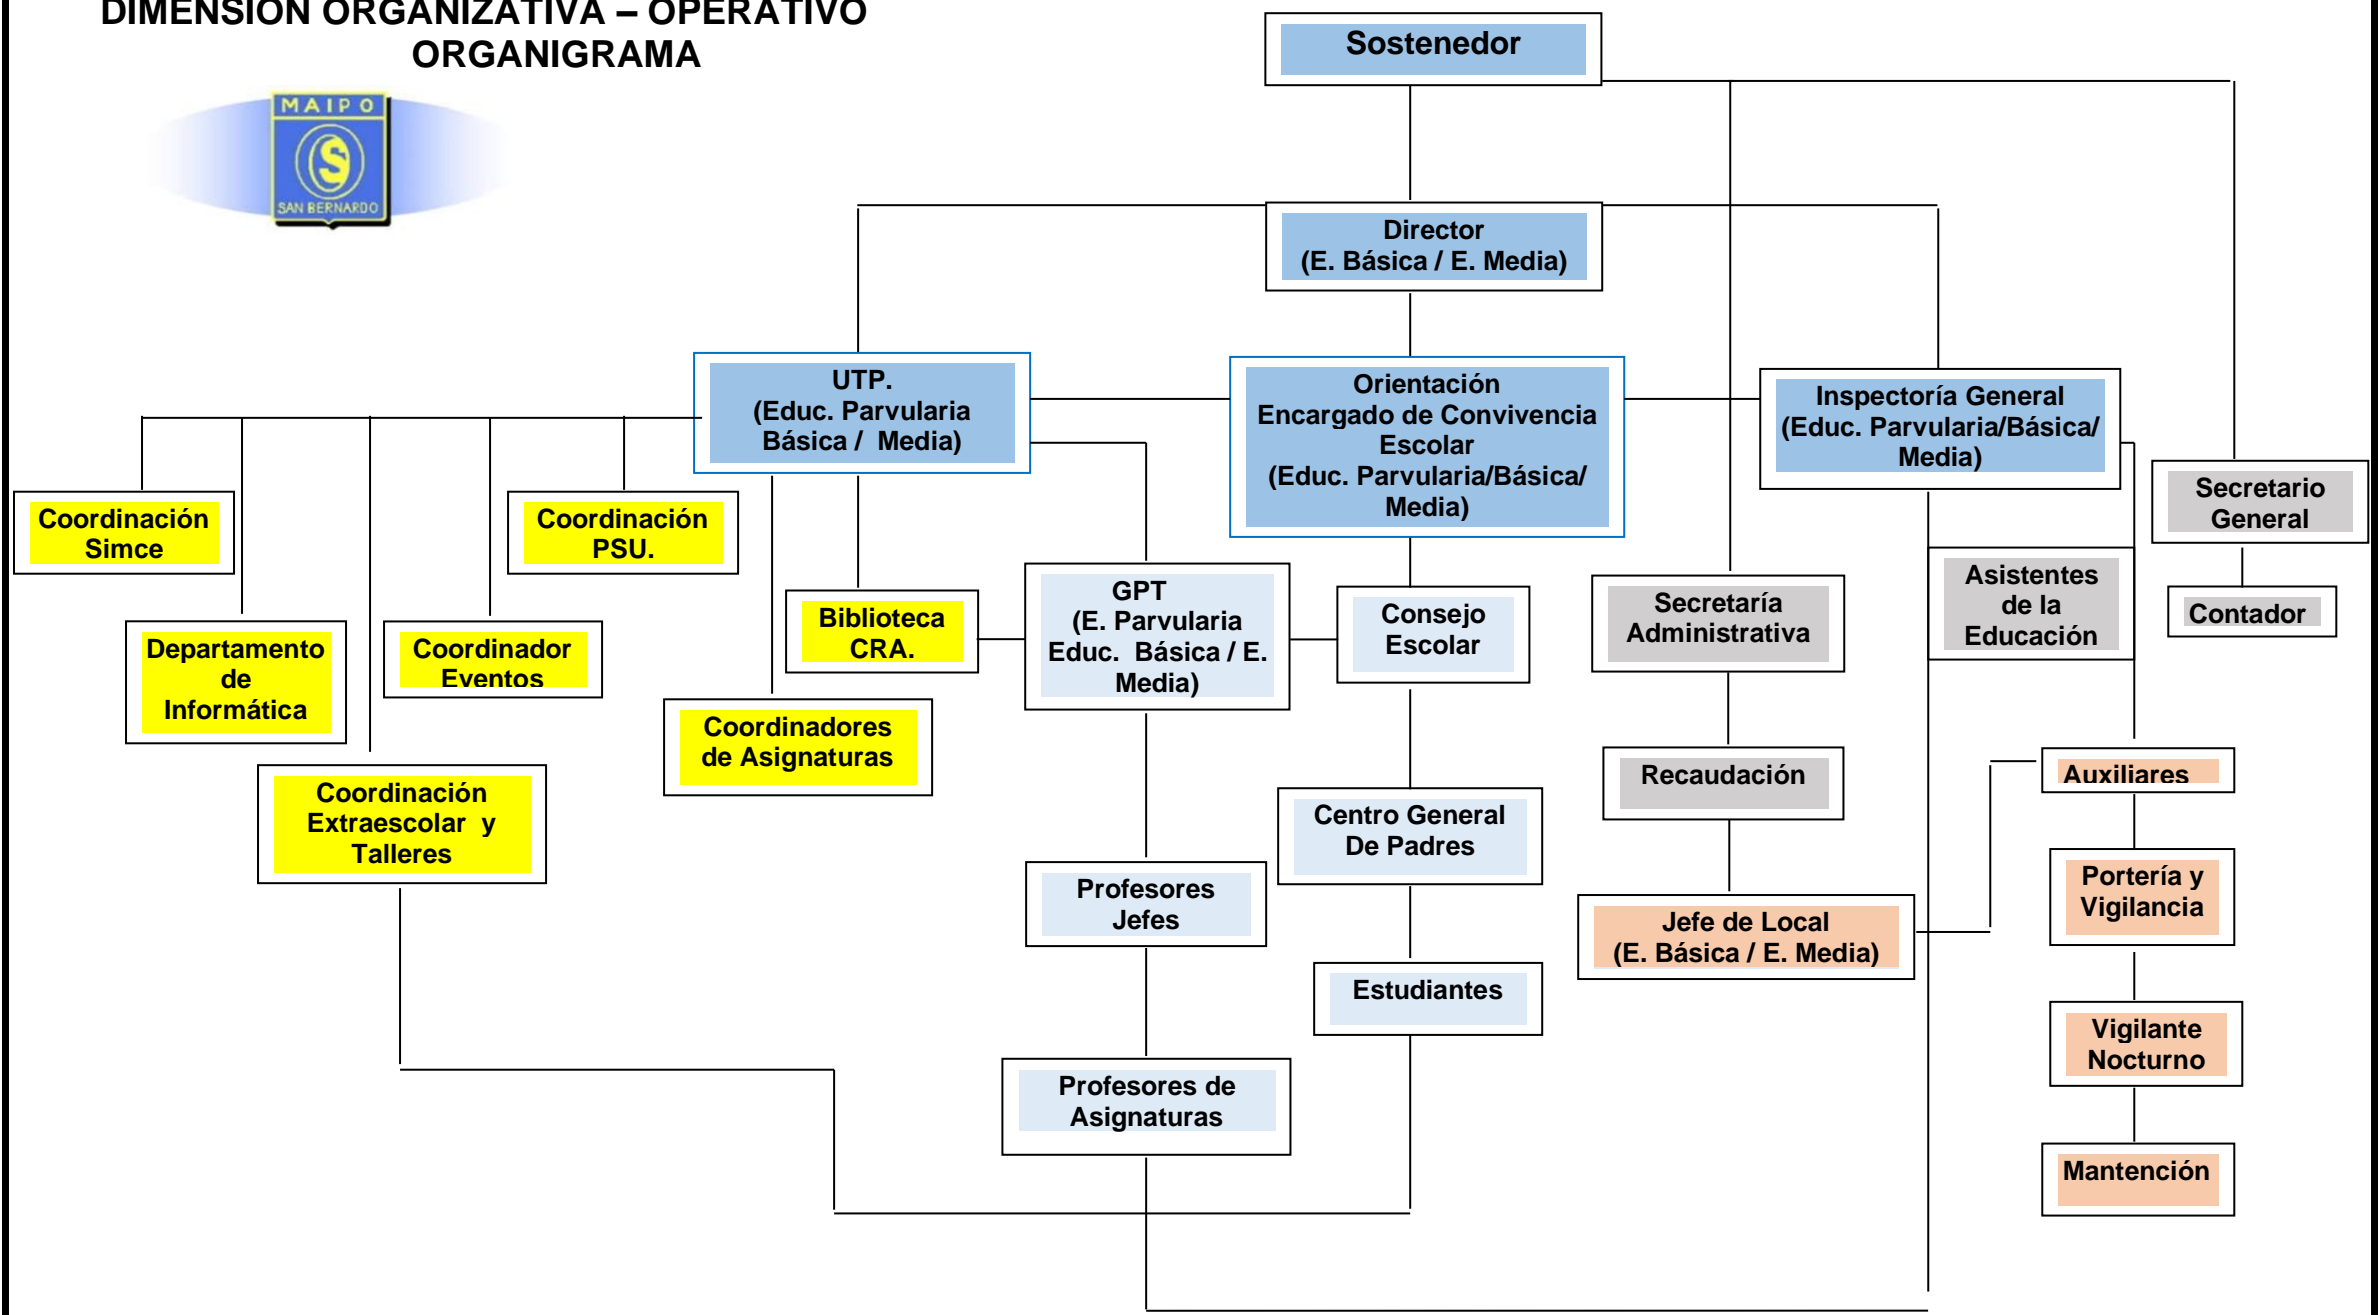 DIMENSIÓN ORGANIZATIVA – OPERATIVO
ORGANIGRAMA
MAIPO
S
SAN BERNARDO
Sostenedor
Director
(E. Básica / E. Media)
UTP.
(Educ. Parvularia
Básica / Media)
Orientación
Encargado de Convivencia
Escolar
(Educ. Parvularia/Básica/
Media)
Inspectoría General
(Educ. Parvularia/Básica/
Media)
Secretario
General
Coordinación
Simce
Coordinación
PSU.
Departamento
de
Informática
Coordinador
Eventos
Biblioteca
CRA.
GPT
(E. Parvularia
Educ. Básica / E.
Media)
Consejo
Escolar
Secretaría
Administrativa
Asistentes
de la
Educación
Contador
Coordinadores
de Asignaturas
Coordinación
Extraescolar y
Talleres
Recaudación
Auxiliares
Centro General
De Padres
Profesores
Jefes
Jefe de Local
(E. Básica / E. Media)
Portería y
Vigilancia
Estudiantes
Vigilante
Nocturno
Profesores de
Asignaturas
Mantención